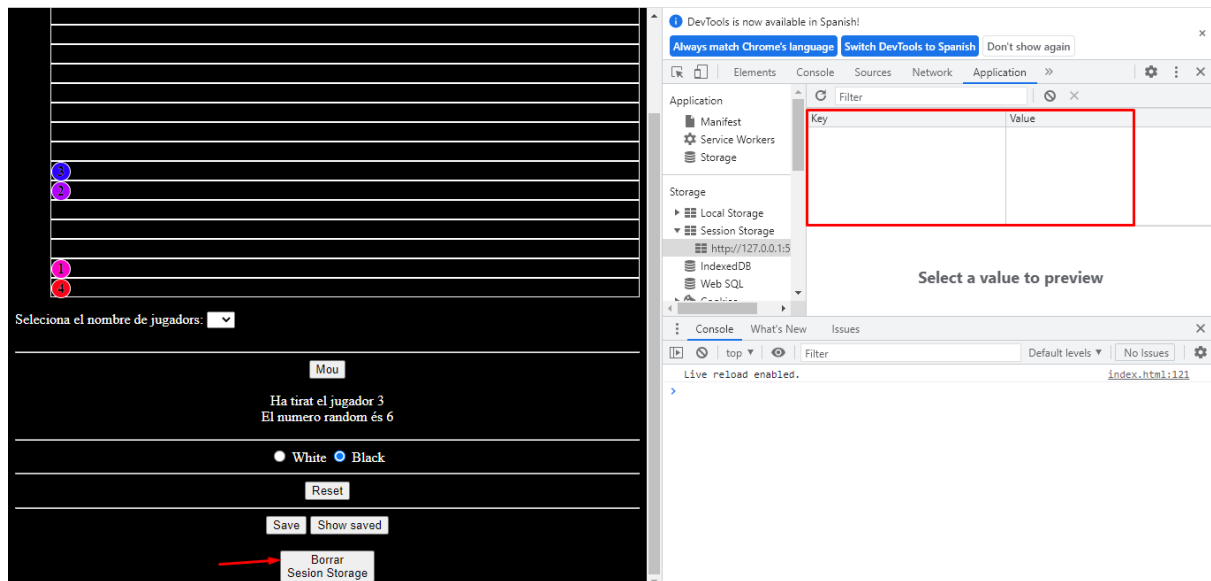 3
2
1
4
Seleciona el nombre de jugadors:
Mou
Ha tirat el jugador 3
El numero random és 6
White Black
Reset
Save Show saved
Borrar
Sesion Storage
DevTools is now available in Spanish!
Always match Chrome's language Switch DevTools to Spanish Don't show again
Elements Console Sources Network Application
Application
Manifest
Service Workers
Storage
Storage
Local Storage
Session Storage
http://127.0.0.1:5
IndexedDB
Web SQL
Cookies
Filter
Key Value
Select a value to preview
Console What's New Issues
top Filter Default levels No Issues
Live reload enabled. index.html:121